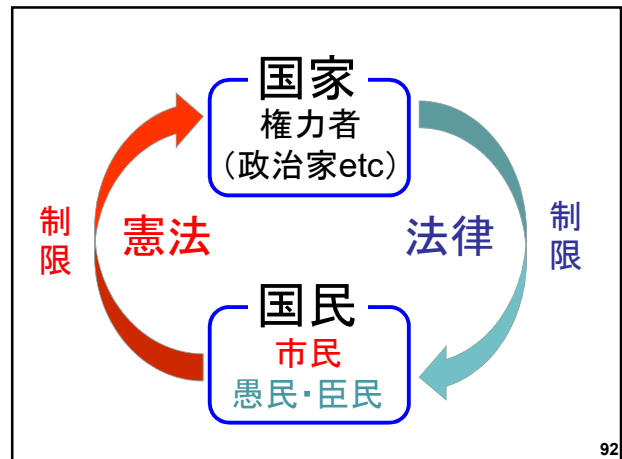 国家
権力者
（政治家etc）
制限
憲法
法律
制限
国民
市民
愚民・臣民
92